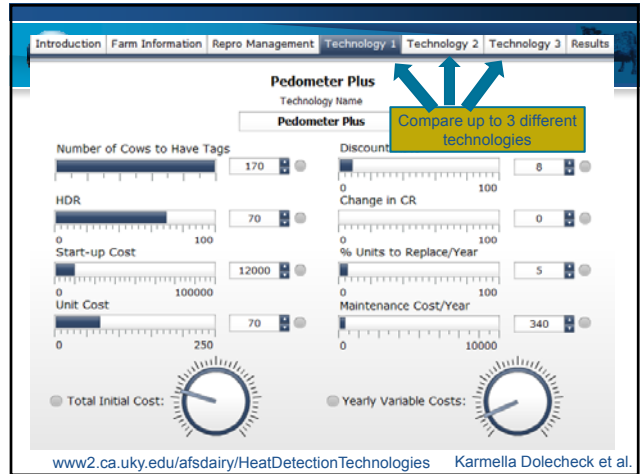 Introduction Farm Information Repro Management Technology 1 Technology 2 Technology 3 Results
Pedometer Plus
Technology Name
Pedometer Plus
Compare up to 3 different
technologies
Number of Cows to Have Tags
170
Discount
8
0 100
HDR
70
0 100
Change in CR
0
Start-up Cost
12000
0 100000
% Units to Replace/Year
5
0 100
Unit Cost
70
0 250
Maintenance Cost/Year
340
0 10000
Total Initial Cost:
Yearly Variable Costs:
www2.ca.uky.edu/afsdairy/HeatDetectionTechnologies Karmella Dolecheck et al.